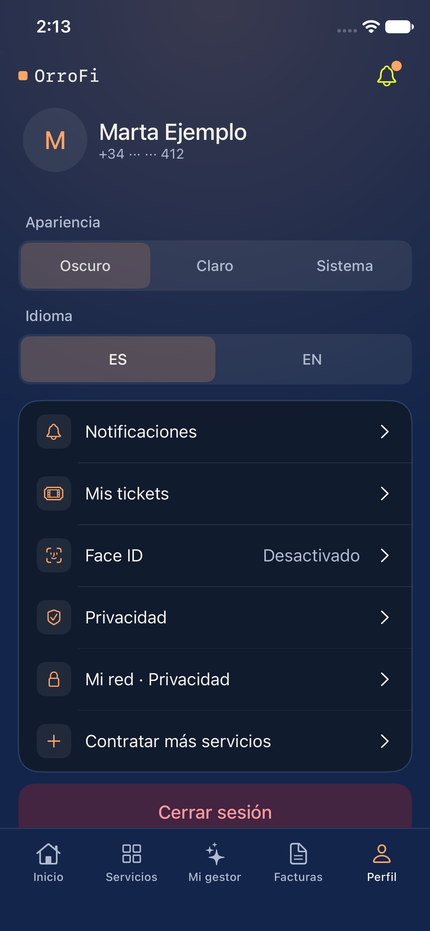 2:13
OrroFi
M
Marta Ejemplo
+34 ··· ··· 412
Apariencia
Oscuro
Claro
Sistema
Idioma
ES
EN
Notificaciones
Mis tickets
Face ID
Desactivado
Privacidad
Mi red · Privacidad
Contratar más servicios
Cerrar sesión
Inicio
Servicios
Mi gestor
Facturas
Perfil